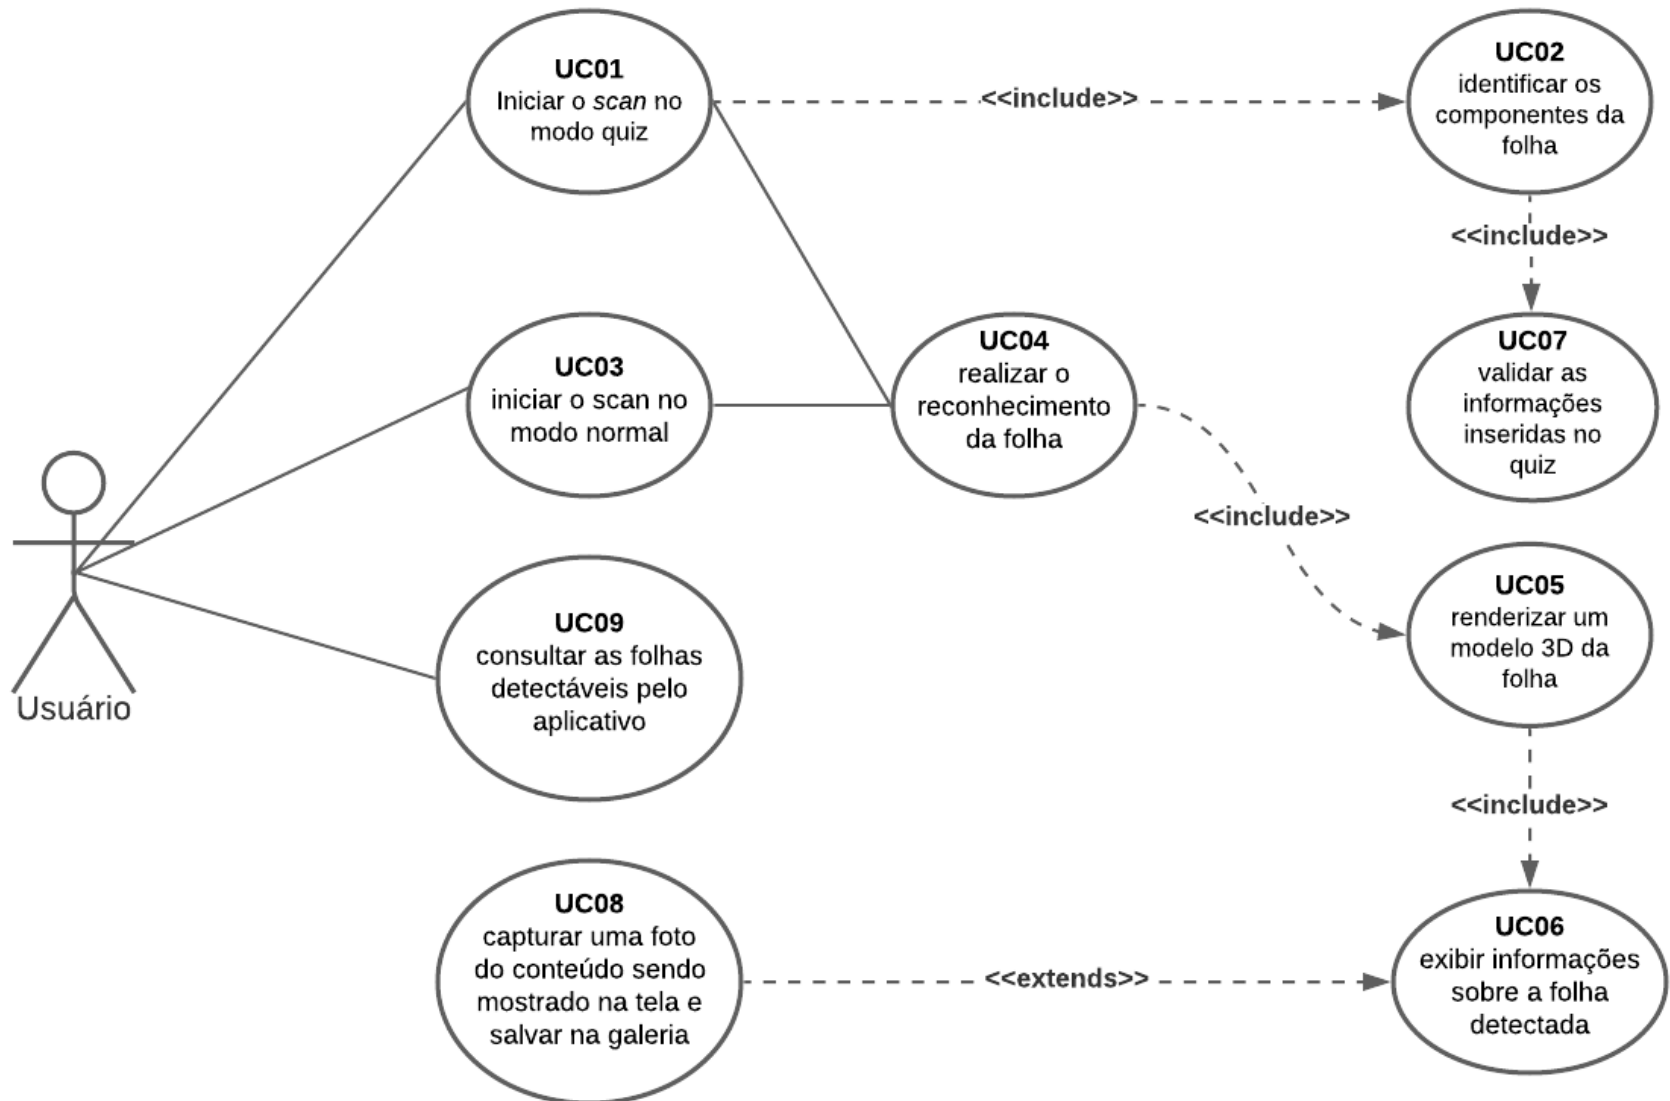 UC01
Iniciar o scan no
modo quiz
<<include>>
UC02
identificar os
componentes da
folha
<<include>>
UC03
iniciar o scan no
modo normal
UC04
realizar o
reconhecimento
da folha
UC07
validar as
informações
inseridas no
quiz
<<include>>
Usuário
UC09
consultar as folhas
detectáveis pelo
aplicativo
UC05
renderizar um
modelo 3D da
folha
<<include>>
UC08
capturar uma foto
do conteúdo sendo
mostrado na tela e
salvar na galeria
<<extends>>
UC06
exibir informações
sobre a folha
detectada